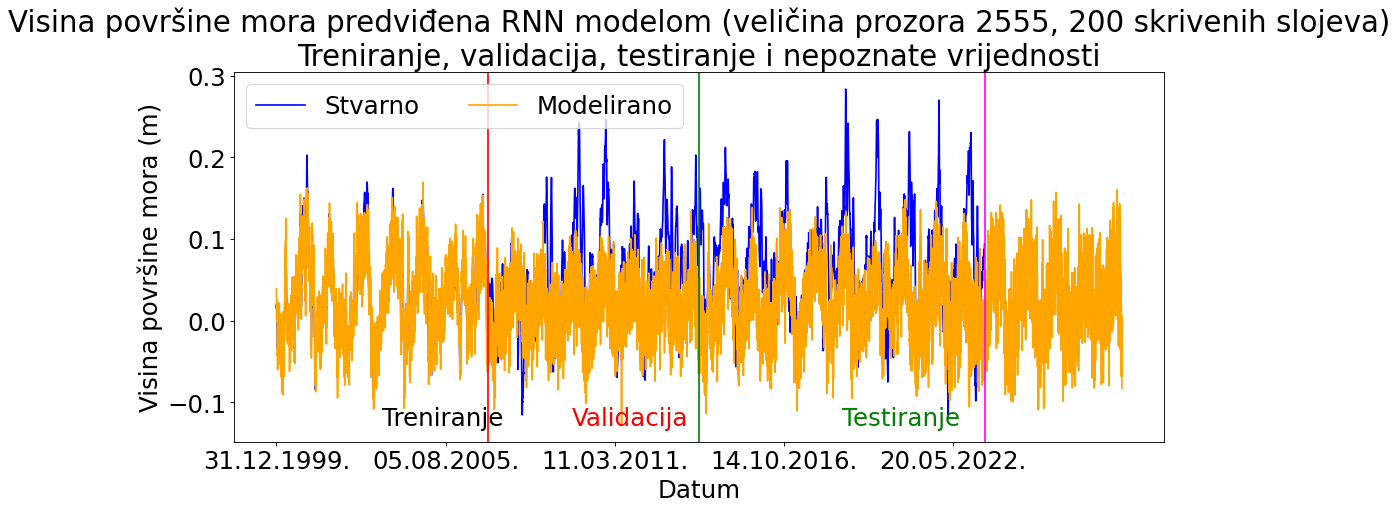 Visina površine mora predviđena RNN modelom (veličina prozora 2555, 200 skrivenih slojeva)
Treniranje, validacija, testiranje i nepoznate vrijednosti
Stvarno Modelirano
Visina površine mora (m)
0.3
0.2
0.1
0.0
−0.1
Treniranje Validacija Testiranje
31.12.1999. 05.08.2005. 11.03.2011. 14.10.2016. 20.05.2022.
Datum